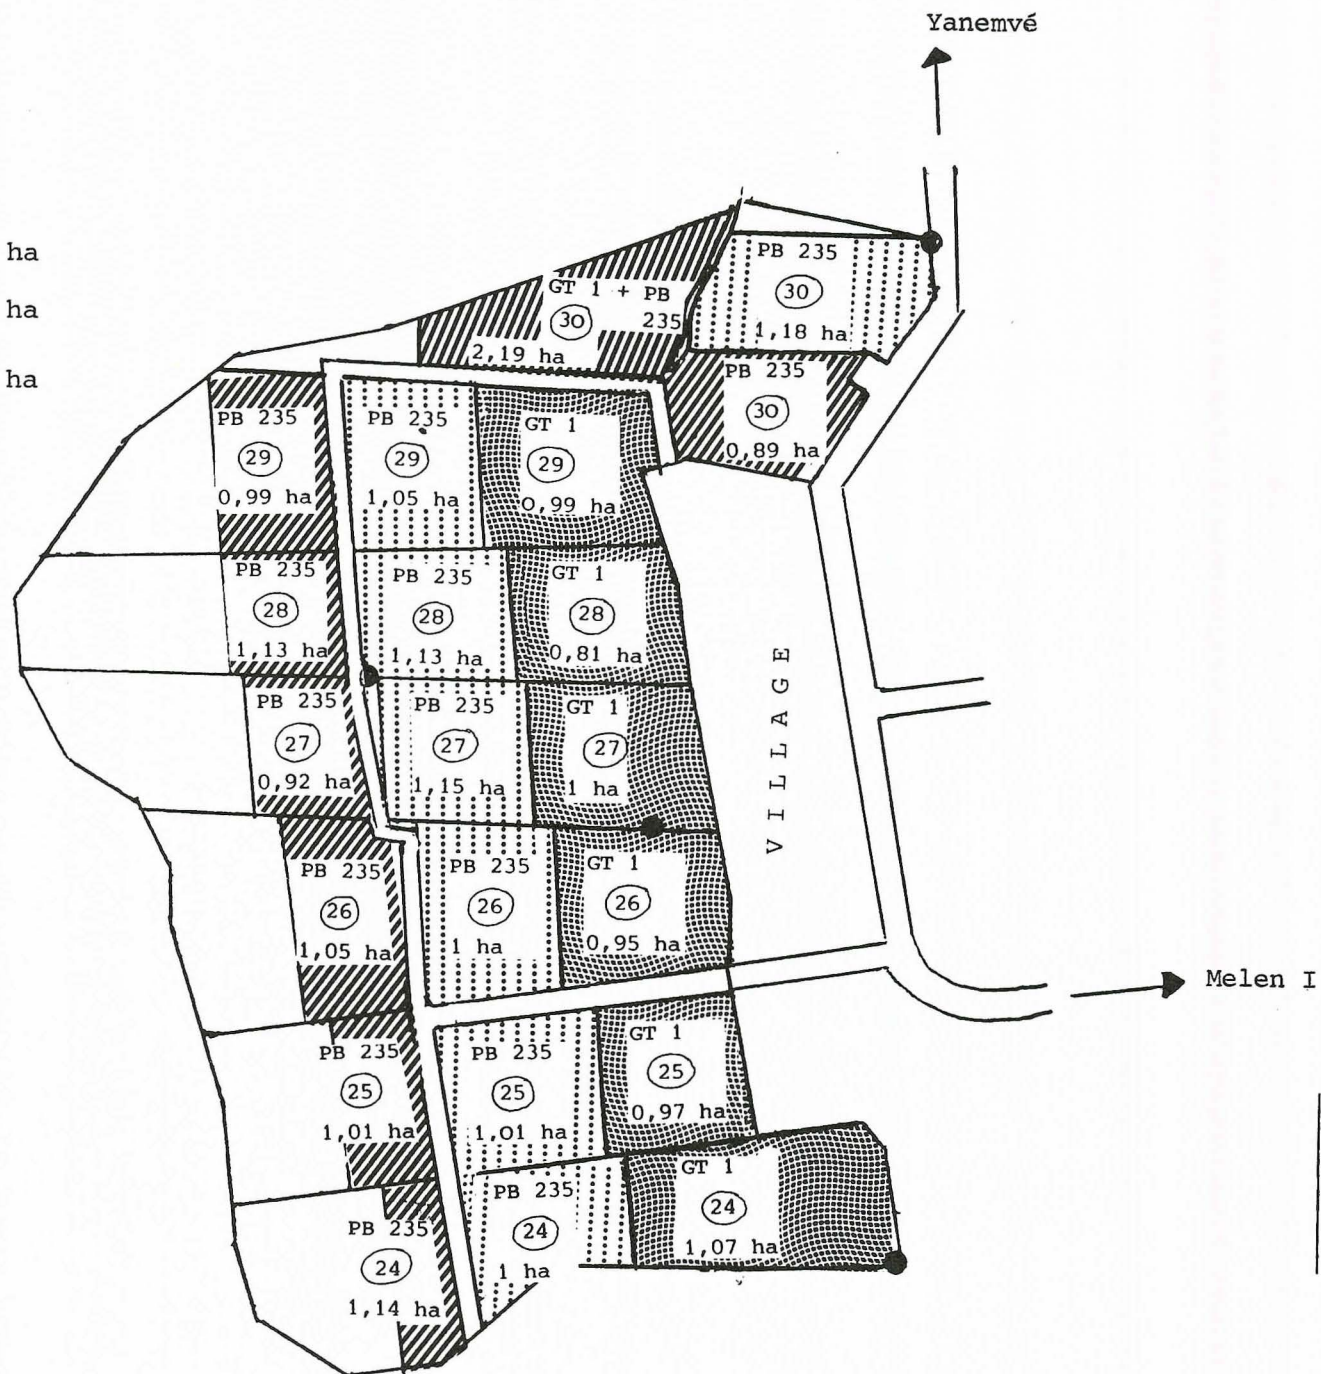 Yanemvé
ha
ha
ha
PB 235
30
1,18 ha
GT 1 + PB
30 235
2,19 ha
PB 235
30
0,89 ha
PB 235
29
0,99 ha
PB 235
29
1,05 ha
GT 1
29
0,99 ha
PB 235
28
1,13 ha
PB 235
28
1,13 ha
GT 1
28
0,81 ha
PB 235
27
0,92 ha
PB 235
27
1,15 ha
GT 1
27
1 ha
VILLAGE
PB 235
26
1,05 ha
PB 235
26
1 ha
GT 1
26
0,95 ha
Melen I
PB 235
25
1,01 ha
PB 235
25
1,01 ha
GT 1
25
0,97 ha
PB 235
24
1,14 ha
PB 235
24
1 ha
GT 1
24
1,07 ha